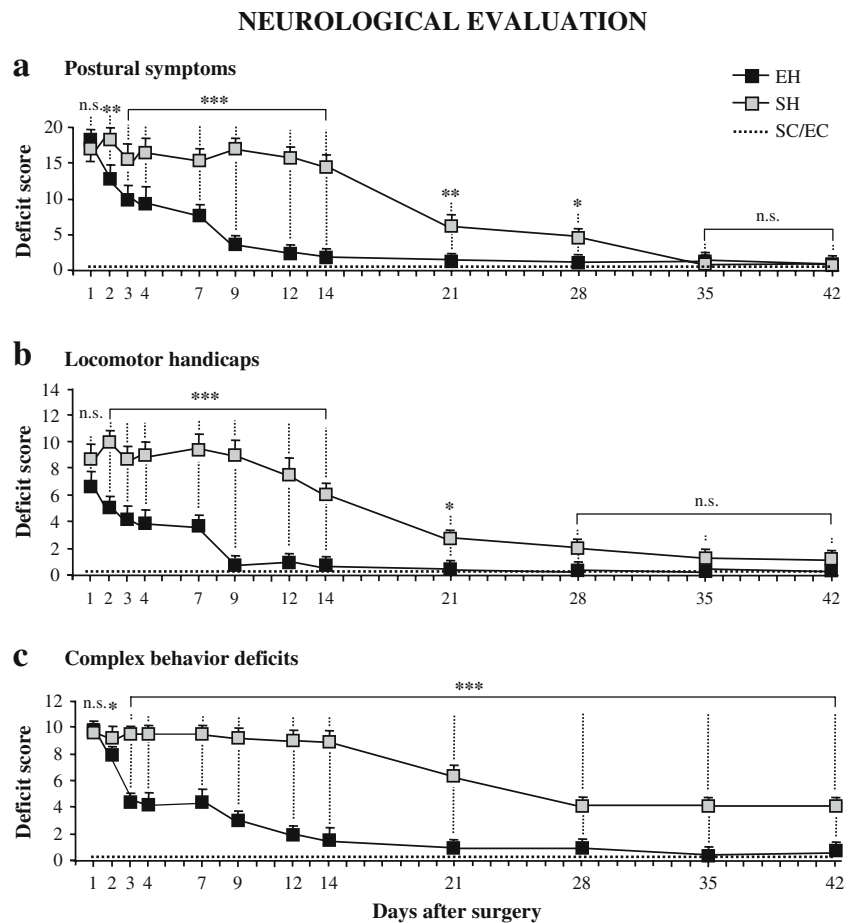 NEUROLOGICAL EVALUATION
a Postural symptoms
EH
SH
SC/EC
n.s. ** ***
** * n.s.
Deficit score
20
15
10
5
0
1 2 3 4 7 9 12 14 21 28 35 42
b Locomotor handicaps
n.s. ***
* n.s.
Deficit score
14
12
10
8
6
4
2
0
1 2 3 4 7 9 12 14 21 28 35 42
c Complex behavior deficits
n.s. * ***
Deficit score
12
10
8
6
4
2
0
1 2 3 4 7 9 12 14 21 28 35 42
Days after surgery